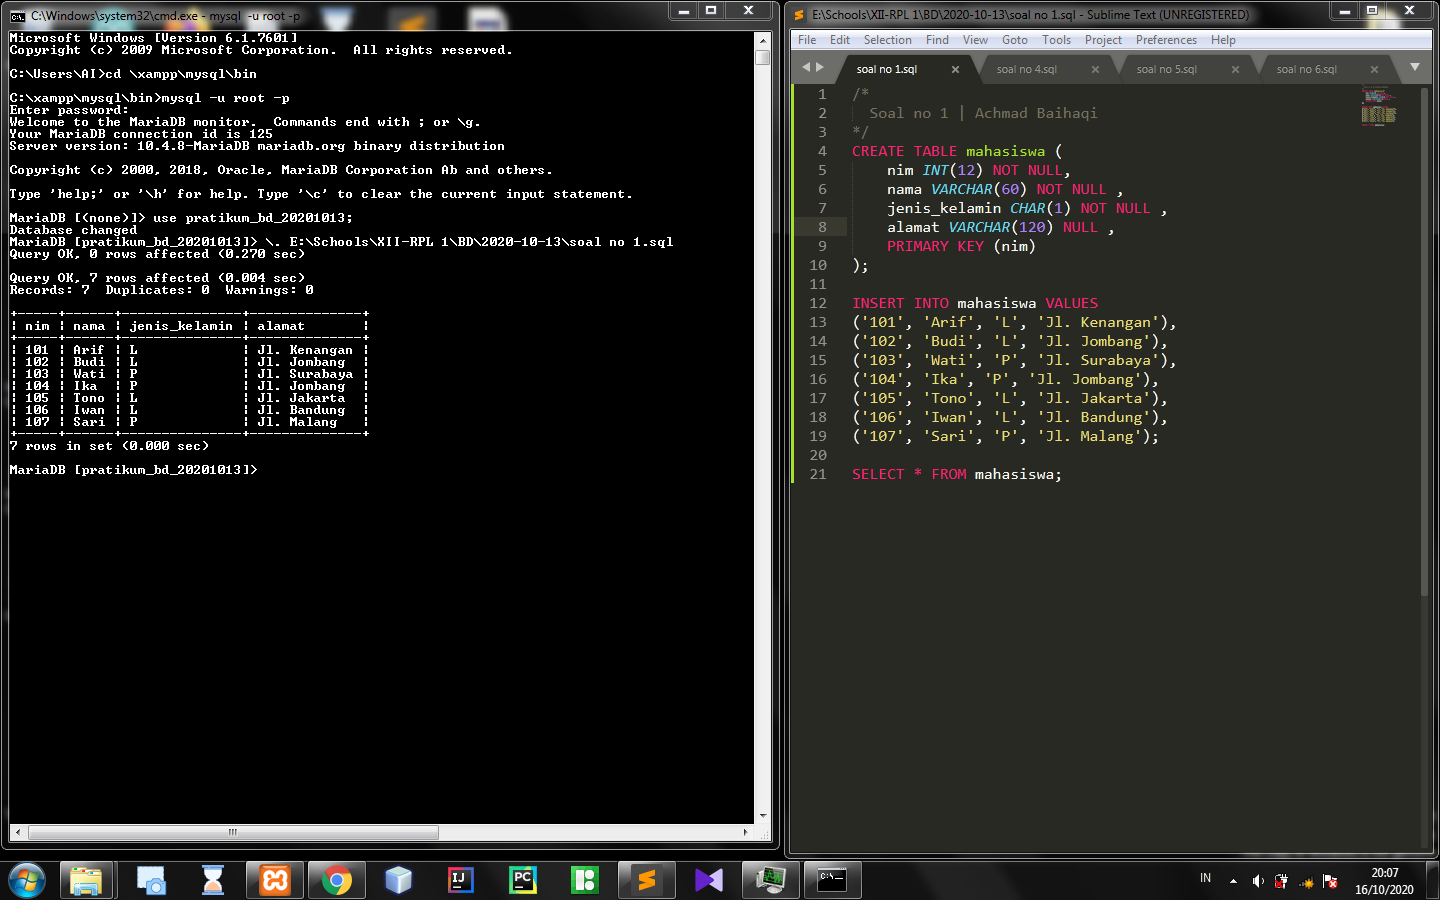 C:\Windows\system32\cmd.exe - mysql -u root -p
Microsoft Windows [Version 6.1.7601]
Copyright (c) 2009 Microsoft Corporation.  All rights reserved.
C:\Users\AI>cd \xampp\mysql\bin
C:\xampp\mysql\bin>mysql -u root -p
Enter password:
Welcome to the MariaDB monitor.  Commands end with ; or \g.
Your MariaDB connection id is 125
Server version: 10.4.8-MariaDB mariadb.org binary distribution
Copyright (c) 2000, 2018, Oracle, MariaDB Corporation Ab and others.
Type 'help;' or '\h' for help. Type '\c' to clear the current input statement.
MariaDB [(none)]> use pratikum_bd_20201013;
Database changed
MariaDB [pratikum_bd_20201013]> \. E:\Schools\XII-RPL 1\BD\2020-10-13\soal no 1.sql
Query OK, 0 rows affected (0.270 sec)
Query OK, 7 rows affected (0.004 sec)
Records: 7  Duplicates: 0  Warnings: 0
+-----+------+---------------+--------------+
| nim | nama | jenis_kelamin | alamat       |
+-----+------+---------------+--------------+
| 101 | Arif | L             | Jl. Kenangan |
| 102 | Budi | L             | Jl. Jombang  |
| 103 | Wati | P             | Jl. Surabaya |
| 104 | Ika  | P             | Jl. Jombang  |
| 105 | Tono | L             | Jl. Jakarta  |
| 106 | Iwan | L             | Jl. Bandung  |
| 107 | Sari | P             | Jl. Malang   |
+-----+------+---------------+--------------+
7 rows in set (0.000 sec)
MariaDB [pratikum_bd_20201013]>
E:\Schools\XII-RPL 1\BD\2020-10-13\soal no 1.sql - Sublime Text (UNREGISTERED)
File Edit Selection Find View Goto Tools Project Preferences Help
soal no 1.sql soal no 4.sql soal no 5.sql soal no 6.sql
1 /*
2   Soal no 1 | Achmad Baihaqi
3 */
4 CREATE TABLE mahasiswa (
5     nim INT(12) NOT NULL,
6     nama VARCHAR(60) NOT NULL ,
7     jenis_kelamin CHAR(1) NOT NULL ,
8     alamat VARCHAR(120) NULL ,
9     PRIMARY KEY (nim)
10 );
11
12 INSERT INTO mahasiswa VALUES
13 ('101', 'Arif', 'L', 'Jl. Kenangan'),
14 ('102', 'Budi', 'L', 'Jl. Jombang'),
15 ('103', 'Wati', 'P', 'Jl. Surabaya'),
16 ('104', 'Ika', 'P', 'Jl. Jombang'),
17 ('105', 'Tono', 'L', 'Jl. Jakarta'),
18 ('106', 'Iwan', 'L', 'Jl. Bandung'),
19 ('107', 'Sari', 'P', 'Jl. Malang');
20
21 SELECT * FROM mahasiswa;
IJ PC IN 20:07
16/10/2020